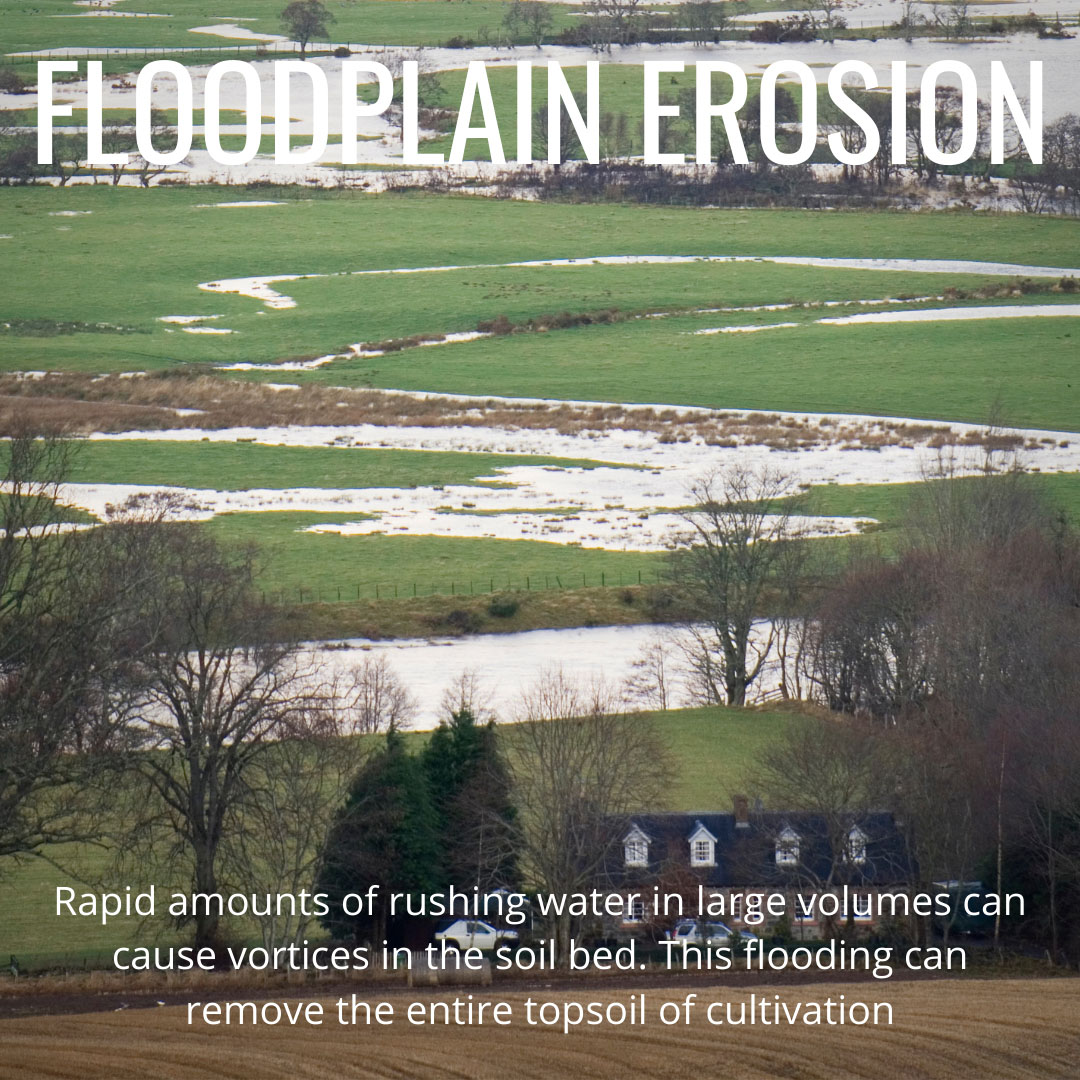 FLOODPLAIN EROSION
Rapid amounts of rushing water in large volumes can
cause vortices in the soil bed. This flooding can
remove the entire topsoil of cultivation